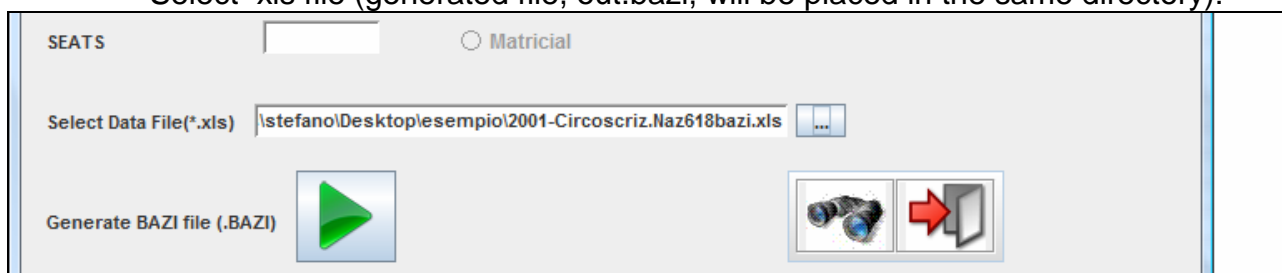 Select *xls file (generated file, out.bazi, will be placed in the same directory).
SEATS Matricial
Select Data File(*.xls) \stefano\Desktop\esempio\2001-Circoscriz.Naz618bazi.xls ...
Generate BAZI file (.BAZI)